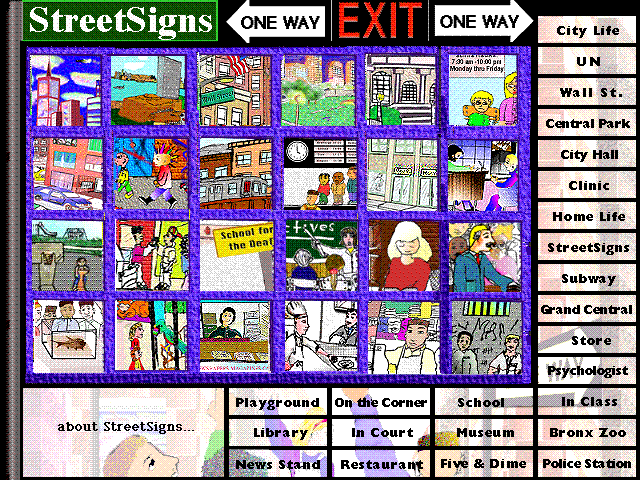 StreetSigns
ONE WAY
EXIT
ONE WAY
City Life
UN
Wall St.
Central Park
City Hall
Clinic
Home Life
StreetSigns
Subway
Grand Central
Store
Psychologist
In Class
Bronx Zoo
Police Station
7:30 am -10:00 pm
Monday thru Friday
School for
the Deaf
about StreetSigns...
Playground
On the Corner
School
Library
In Court
Museum
News Stand
Restaurant
Five & Dime